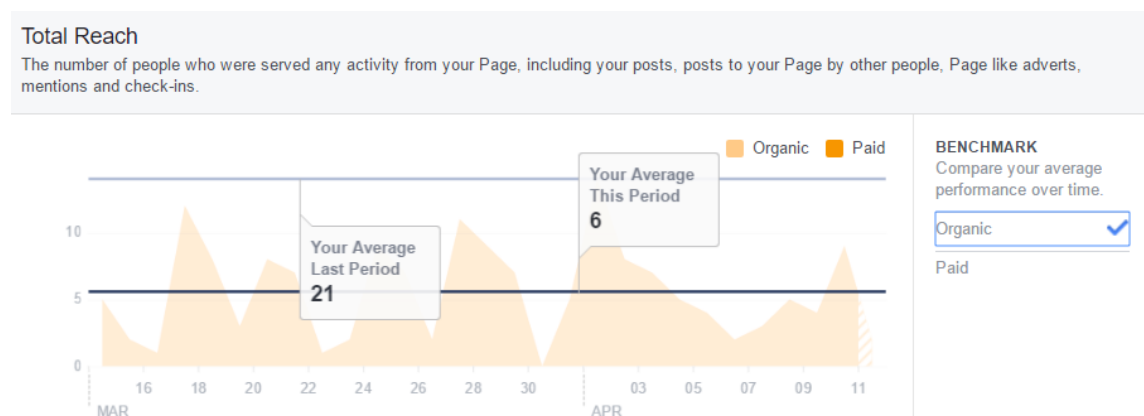 Total Reach
The number of people who were served any activity from your Page, including your posts, posts to your Page by other people, Page like adverts,
mentions and check-ins.
Organic Paid
Your Average
This Period
6
Your Average
Last Period
21
10
5
0
16 18 20 22 24 26 28 30 03 05 07 09 11
MAR APR
BENCHMARK
Compare your average
performance over time.
Organic
Paid